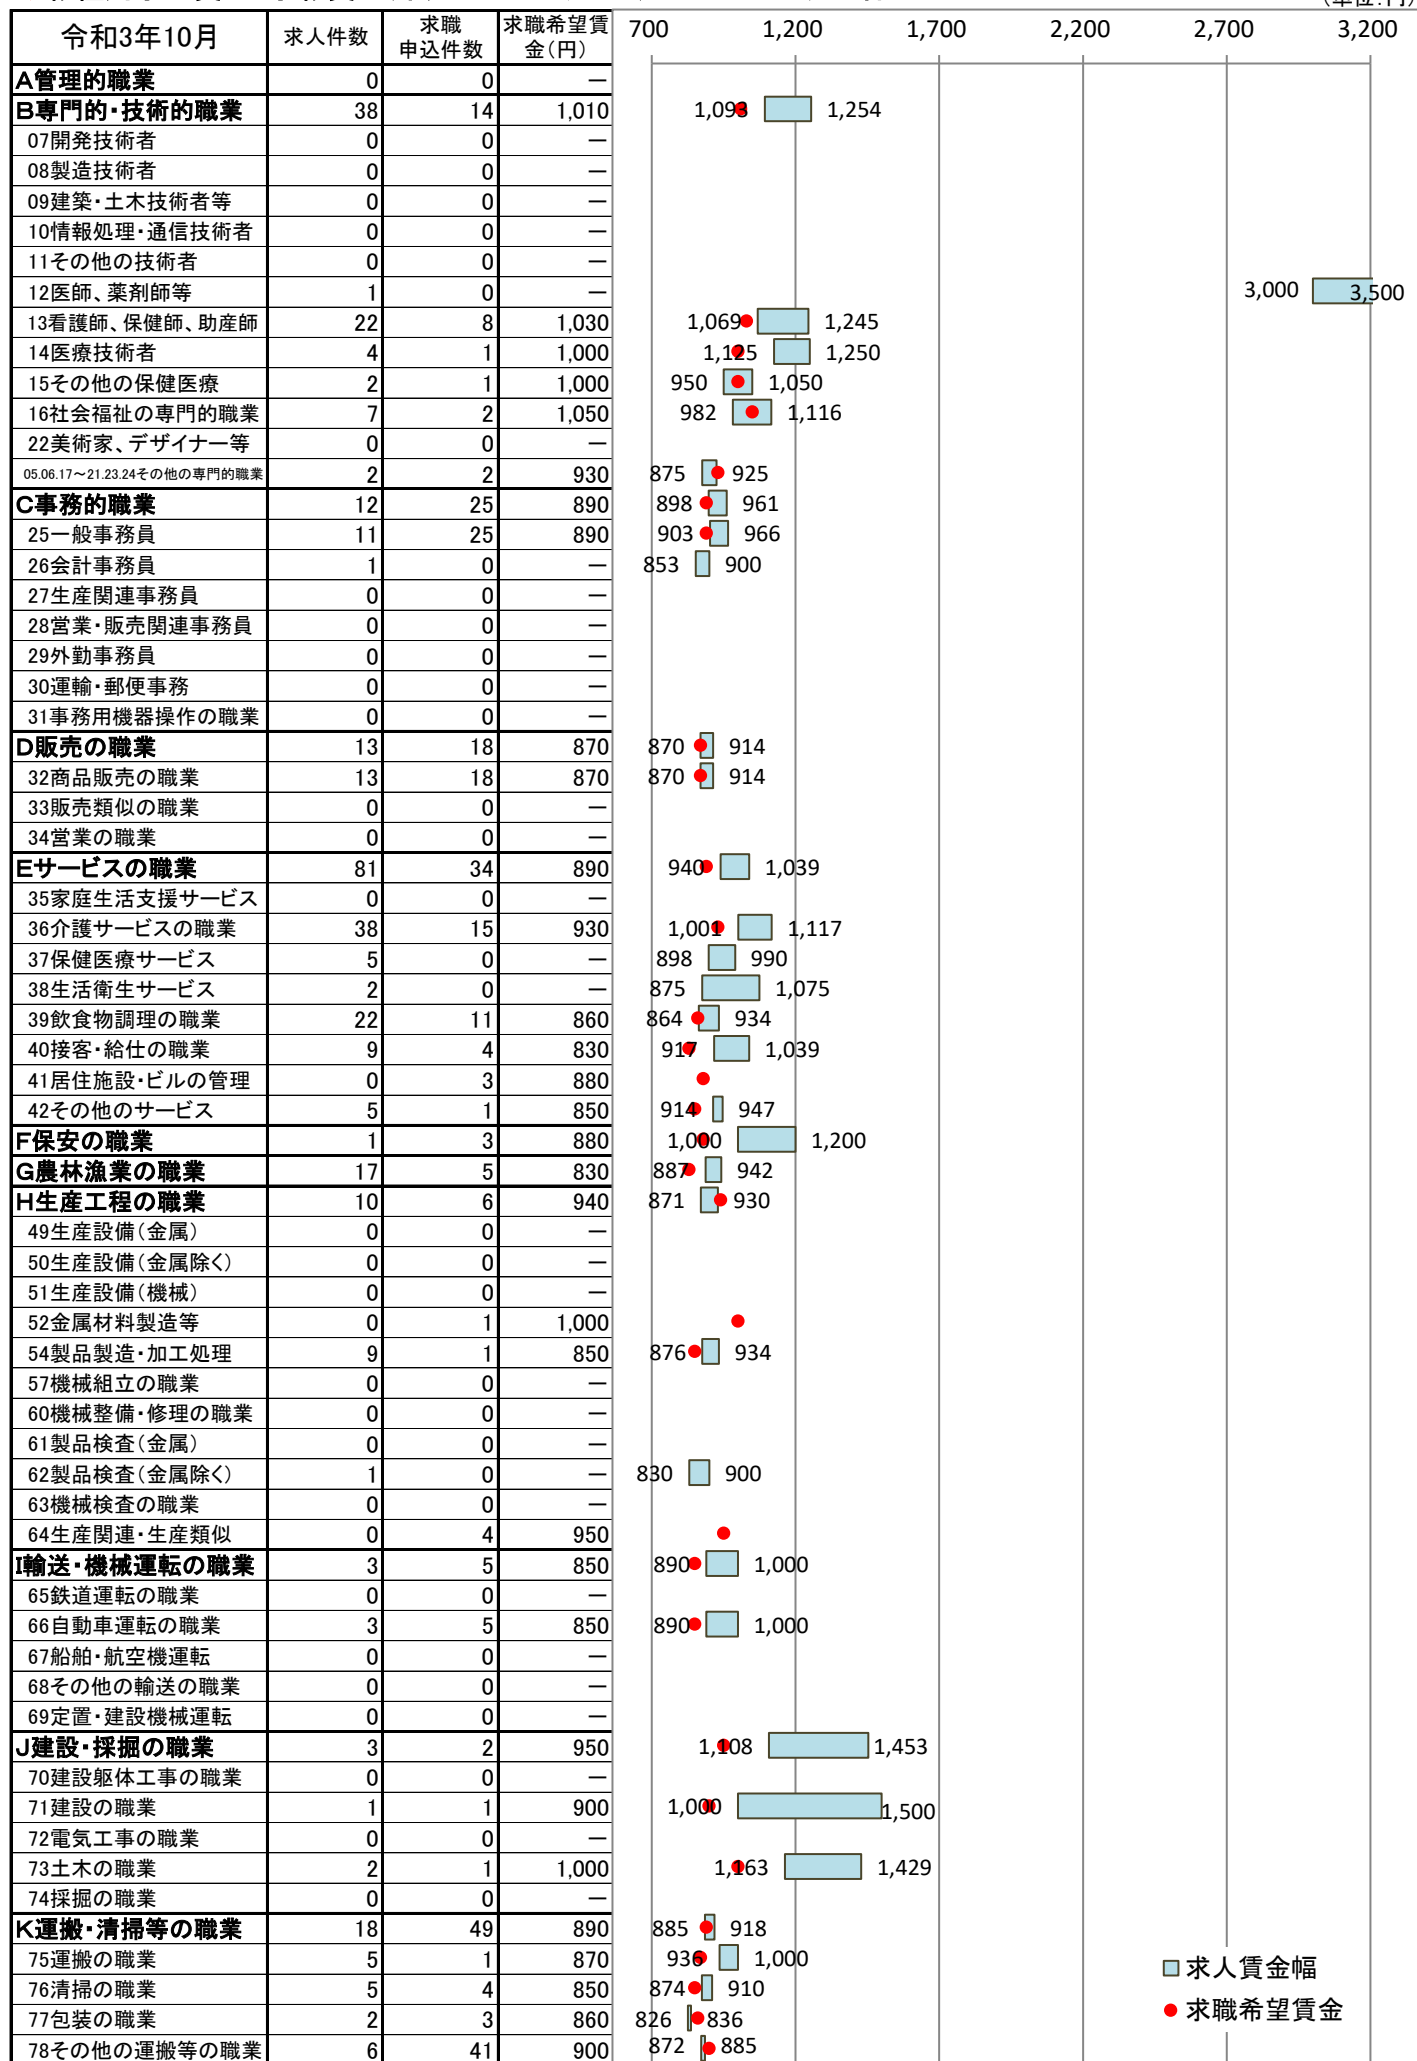 (単位:円)
令和3年10月 求人件数 求職申込件数 求職希望賃金(円) 700 1,200 1,700 2,200 2,700 3,200
A管理的職業 0 0 ―
B専門的・技術的職業 38 14 1,010 1,093 1,254
07開発技術者 0 0 ―
08製造技術者 0 0 ―
09建築・土木技術者等 0 0 ―
10情報処理・通信技術者 0 0 ―
11その他の技術者 0 0 ―
12医師、薬剤師等 1 0 ― 3,000 3,500
13看護師、保健師、助産師 22 8 1,030 1,069 1,245
14医療技術者 4 1 1,000 1,125 1,250
15その他の保健医療 2 1 1,000 950 1,050
16社会福祉の専門的職業 7 2 1,050 982 1,116
22美術家、デザイナー等 0 0 ―
05.06.17～21.23.24その他の専門的職業 2 2 930 875 925
C事務的職業 12 25 890 898 961
25一般事務員 11 25 890 903 966
26会計事務員 1 0 ― 853 900
27生産関連事務員 0 0 ―
28営業・販売関連事務員 0 0 ―
29外勤事務員 0 0 ―
30運輸・郵便事務 0 0 ―
31事務用機器操作の職業 0 0 ―
D販売の職業 13 18 870 870 914
32商品販売の職業 13 18 870 870 914
33販売類似の職業 0 0 ―
34営業の職業 0 0 ―
Eサービスの職業 81 34 890 940 1,039
35家庭生活支援サービス 0 0 ―
36介護サービスの職業 38 15 930 1,001 1,117
37保健医療サービス 5 0 ― 898 990
38生活衛生サービス 2 0 ― 875 1,075
39飲食物調理の職業 22 11 860 864 934
40接客・給仕の職業 9 4 830 917 1,039
41居住施設・ビルの管理 0 3 880
42その他のサービス 5 1 850 914 947
F保安の職業 1 3 880 1,000 1,200
G農林漁業の職業 17 5 830 887 942
H生産工程の職業 10 6 940 871 930
49生産設備(金属) 0 0 ―
50生産設備(金属除く) 0 0 ―
51生産設備(機械) 0 0 ―
52金属材料製造等 0 1 1,000
54製品製造・加工処理 9 1 850 876 934
57機械組立の職業 0 0 ―
60機械整備・修理の職業 0 0 ―
61製品検査(金属) 0 0 ―
62製品検査(金属除く) 1 0 ― 830 900
63機械検査の職業 0 0 ―
64生産関連・生産類似 0 4 950
I輸送・機械運転の職業 3 5 850 890 1,000
65鉄道運転の職業 0 0 ―
66自動車運転の職業 3 5 850 890 1,000
67船舶・航空機運転 0 0 ―
68その他の輸送の職業 0 0 ―
69定置・建設機械運転 0 0 ―
J建設・採掘の職業 3 2 950 1,108 1,453
70建設躯体工事の職業 0 0 ―
71建設の職業 1 1 900 1,000 1,500
72電気工事の職業 0 0 ―
73土木の職業 2 1 1,000 1,163 1,429
74採掘の職業 0 0 ―
K運搬・清掃等の職業 18 49 890 885 918
75運搬の職業 5 1 870 936 1,000
76清掃の職業 5 4 850 874 910
77包装の職業 2 3 860 826 836
78その他の運搬等の職業 6 41 900 872 885
求人賃金幅
求職希望賃金